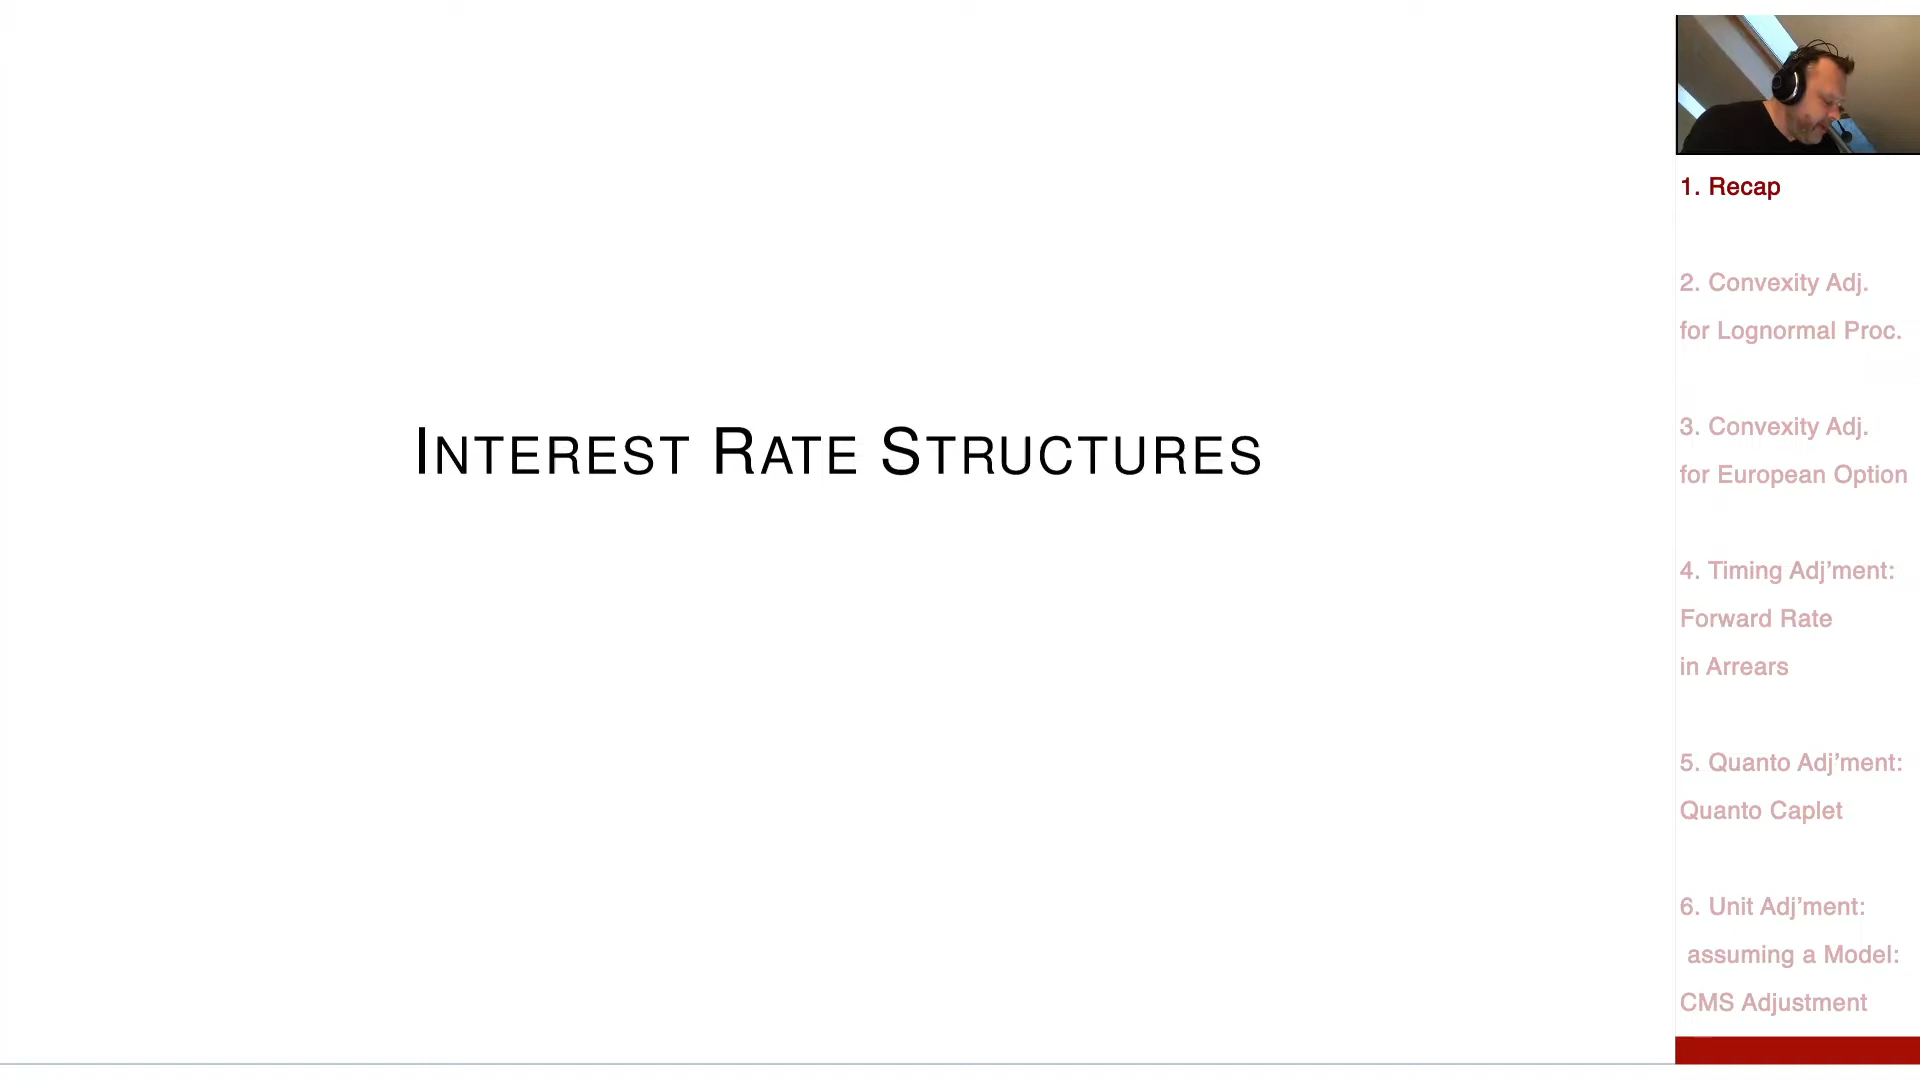 INTEREST RATE STRUCTURES
1. Recap
2. Convexity Adj.
for Lognormal Proc.
3. Convexity Adj.
for European Option
4. Timing Adj’ment:
Forward Rate
in Arrears
5. Quanto Adj’ment:
Quanto Caplet
6. Unit Adj’ment:
assuming a Model:
CMS Adjustment